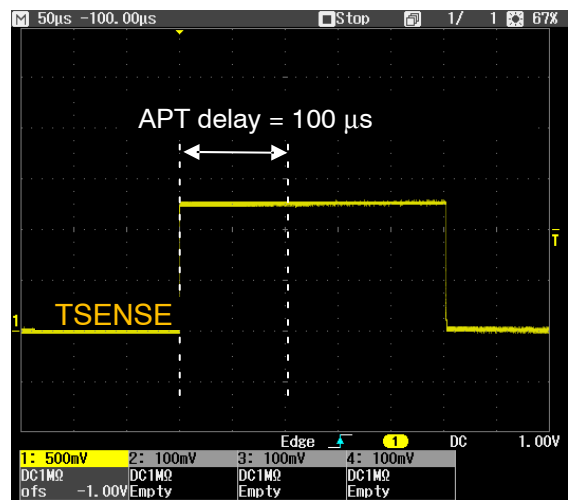 M 50µs -100.00µs Stop 1/ 1 67%
APT delay = 100 µs
T
TSENSE
1
Edge 1 DC 1.00V
1: 500mV 2: 100mV 3: 100mV 4: 100mV
DC1MΩ DC1MΩ DC1MΩ DC1MΩ
ofs -1.00V Empty Empty Empty